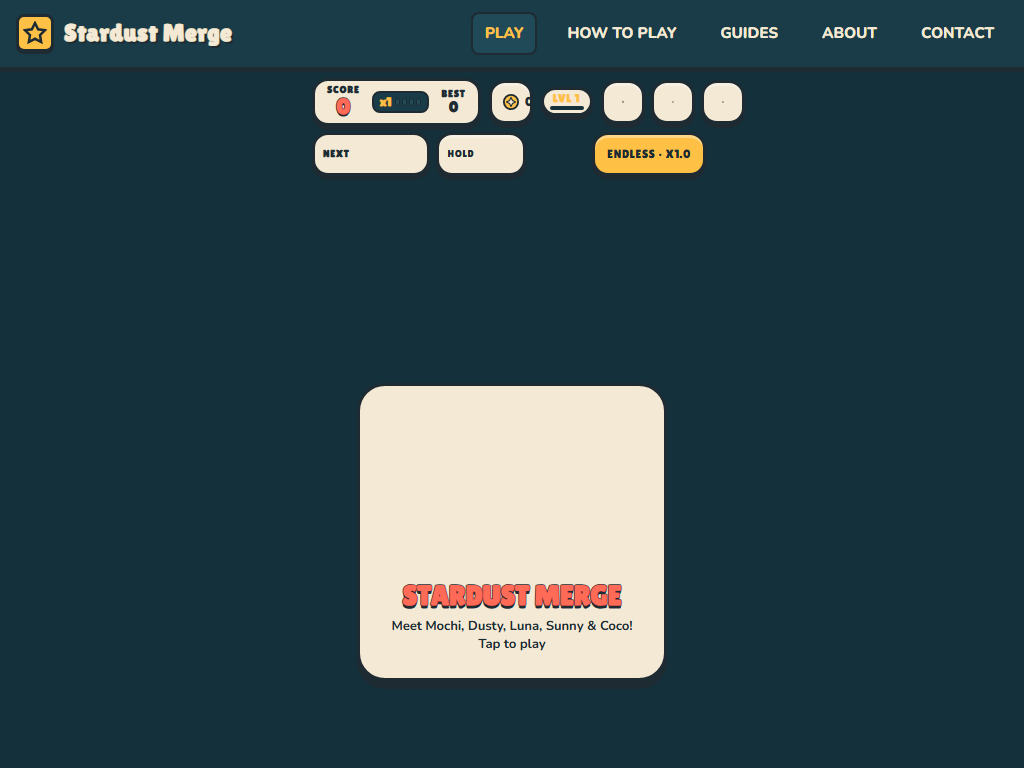 Stardust Merge
PLAY
HOW TO PLAY
GUIDES
ABOUT
CONTACT
SCORE
0
x1
BEST
0
0
LVL 1
NEXT
HOLD
ENDLESS · X1.0
STARDUST MERGE
Meet Mochi, Dusty, Luna, Sunny & Coco!
Tap to play